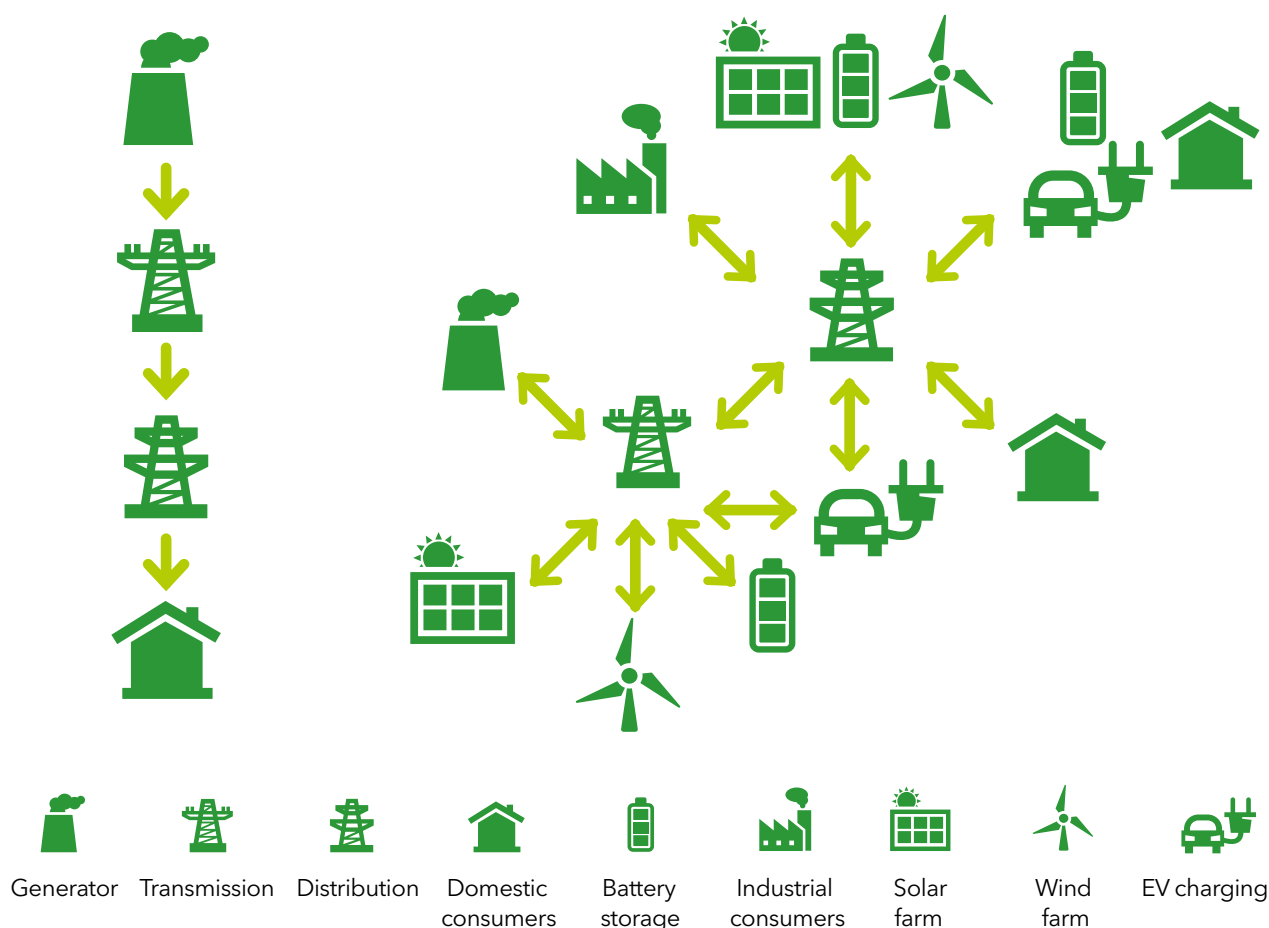 Generator
Transmission
Distribution
Domestic
consumers
Battery
storage
Industrial
consumers
Solar
farm
Wind
farm
EV charging